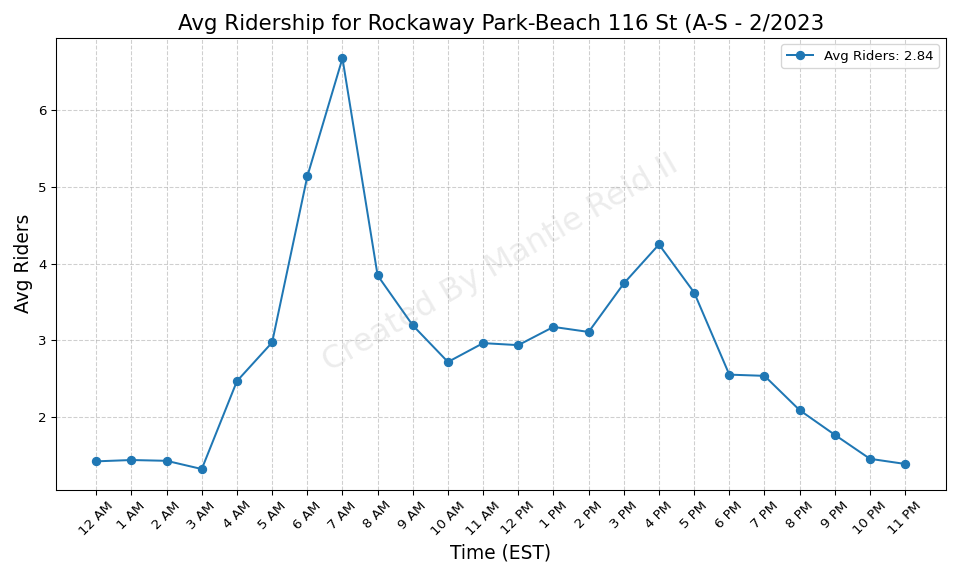 Avg Ridership for Rockaway Park-Beach 116 St (A-S - 2/2023
Avg Riders: 2.84
Avg Riders
6
5
4
3
2
Created By Mantie Reid II
12 AM
1 AM
2 AM
3 AM
4 AM
5 AM
6 AM
7 AM
8 AM
9 AM
10 AM
11 AM
12 PM
1 PM
2 PM
3 PM
4 PM
5 PM
6 PM
7 PM
8 PM
9 PM
10 PM
11 PM
Time (EST)